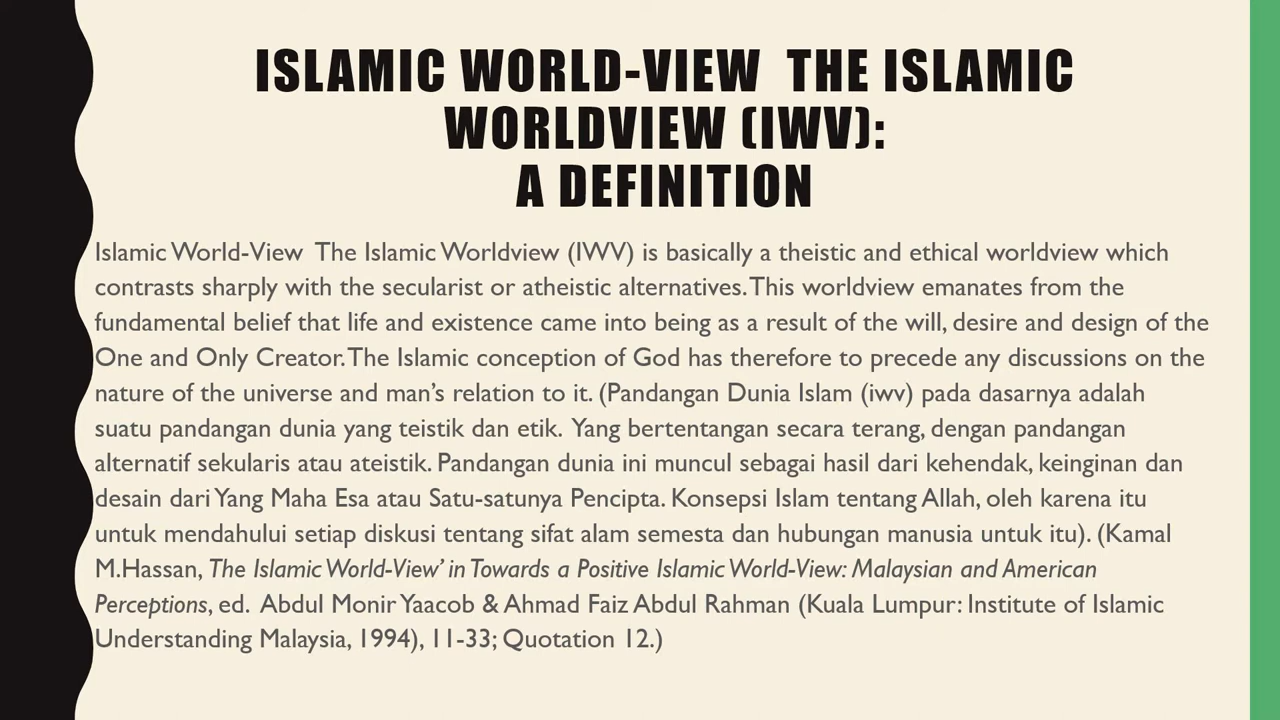 ISLAMIC WORLD-VIEW THE ISLAMIC
WORLDVIEW (IWV):
A DEFINITION
Islamic World-View The Islamic Worldview (IWV) is basically a theistic and ethical worldview which
contrasts sharply with the secularist or atheistic alternatives. This worldview emanates from the
fundamental belief that life and existence came into being as a result of the will, desire and design of the
One and Only Creator. The Islamic conception of God has therefore to precede any discussions on the
nature of the universe and man's relation to it. (Pandangan Dunia Islam (iwv) pada dasarnya adalah
suatu pandangan dunia yang teistik dan etik. Yang bertentangan secara terang, dengan pandangan
alternatif sekularis atau ateistik. Pandangan dunia ini muncul sebagai hasil dari kehendak, keinginan dan
desain dari Yang Maha Esa atau Satu-satunya Pencipta. Konsepsi Islam tentang Allah, oleh karena itu
untuk mendahului setiap diskusi tentang sifat alam semesta dan hubungan manusia untuk itu). (Kamal
M.Hassan, The Islamic World-View' in Towards a Positive Islamic World-View: Malaysian and American
Perceptions, ed. Abdul Monir Yaacob & Ahmad Faiz Abdul Rahman (Kuala Lumpur: Institute of Islamic
Understanding Malaysia, 1994), 11-33; Quotation 12.)